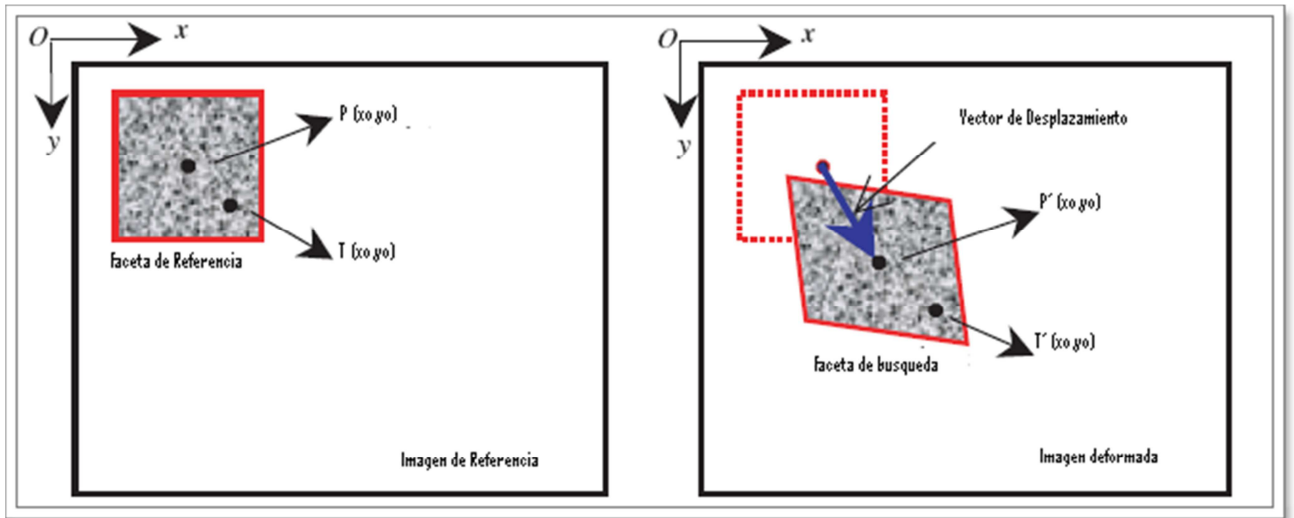 O x
y
P (xo,yo)
T (xo,yo)
Faceta de Referencia
Imagen de Referencia
O x
y
Vector de Desplazamiento
P´ (xo,yo)
T´ (xo,yo)
Faceta de busqueda
Imagen deformada